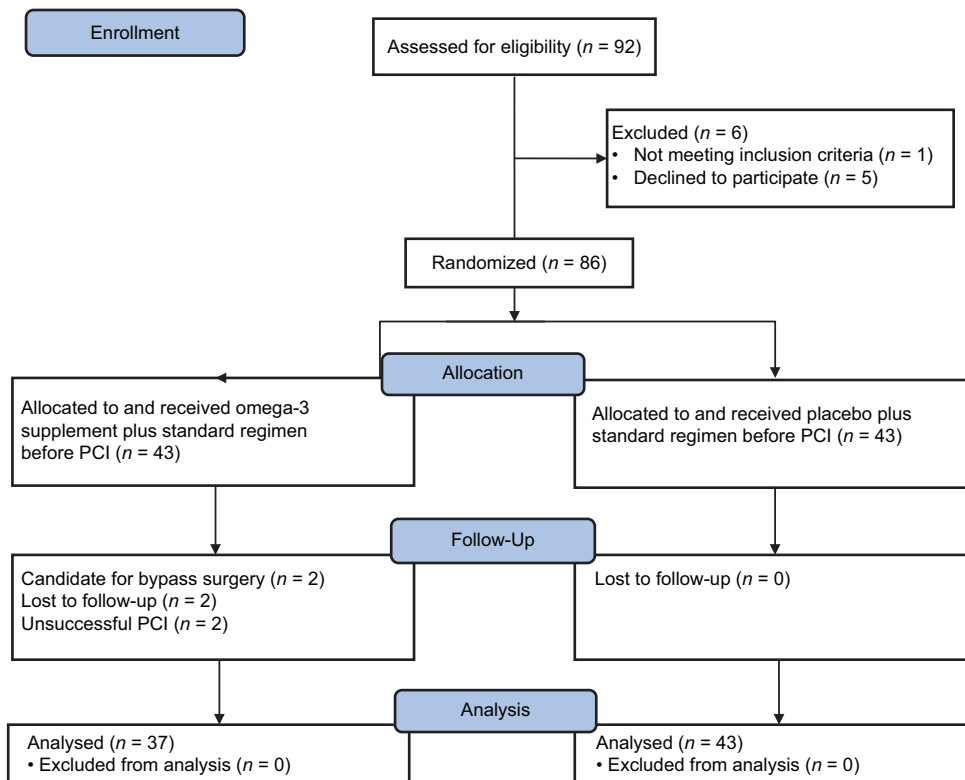 Enrollment
Assessed for eligibility (n = 92)
Excluded (n = 6)
• Not meeting inclusion criteria (n = 1)
• Declined to participate (n = 5)
Randomized (n = 86)
Allocation
Allocated to and received omega-3
supplement plus standard regimen
before PCI (n = 43)
Allocated to and received placebo plus
standard regimen before PCI (n = 43)
Follow-Up
Candidate for bypass surgery (n = 2)
Lost to follow-up (n = 2)
Unsuccessful PCI (n = 2)
Lost to follow-up (n = 0)
Analysis
Analysed (n = 37)
• Excluded from analysis (n = 0)
Analysed (n = 43)
• Excluded from analysis (n = 0)